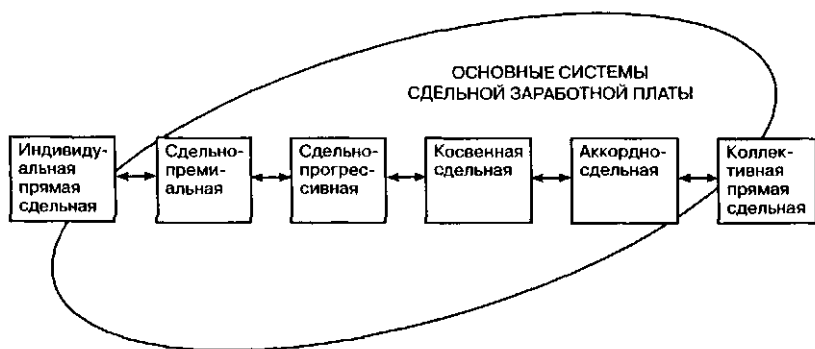 ОСНОВНЫЕ СИСТЕМЫ
СДЕЛЬНОЙ ЗАРАБОТНОЙ ПЛАТЫ
Индивиду-
альная
прямая
сдельная
Сдельно-
преми-
альная
Сдельно-
прогрес-
сивная
Косвенная
сдельная
Аккордно-
сдельная
Коллек-
тивная
прямая
сдельная